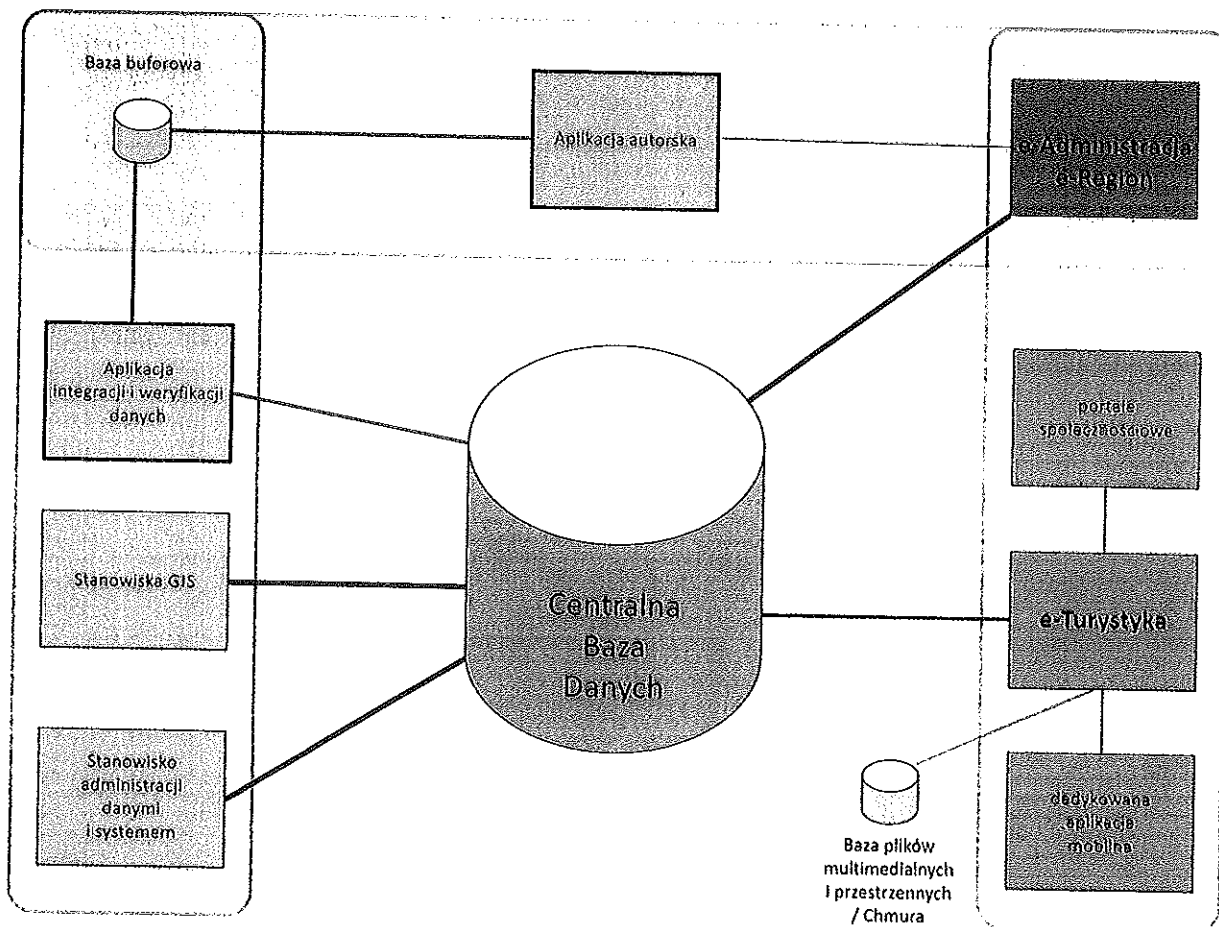 Baza buforowa
Aplikacja autorska
e-Administracja
e-Region
Aplikacja
integracji i weryfikacji
danych
portale
społecznościowe
Stanowiska GIS
Centralna
Baza
Danych
e-Turystyka
Stanowisko
administracji
danymi
i systemem
Baza plików
multimedialnych
i przestrzennych
/ Chmura
dedykowana
aplikacja
mobilna